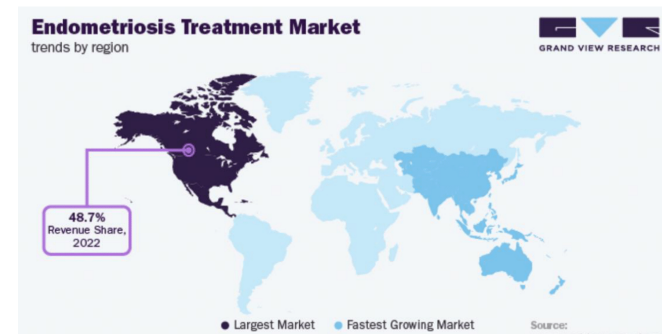 Endometriosis Treatment Market
trends by region
GRAND VIEW RESEARCH
48.7%
Revenue Share,
2022
Largest Market
Fastest Growing Market
Source: